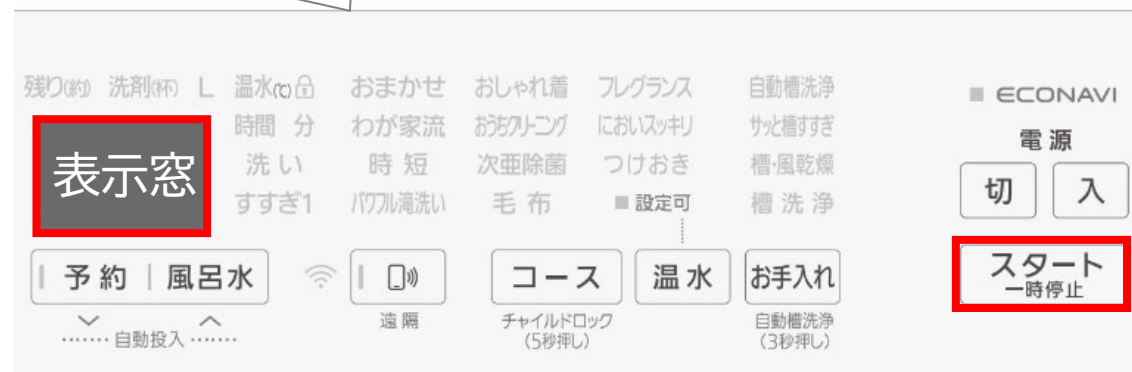 残り(約) 洗剤(杯) L 温水(℃) おまかせ おしゃれ着 フレグランス 自動槽洗浄
時間 分 わが家流 おうちクリーニング においスッキリ サッと槽すすぎ
洗い 時短 次亜除菌 つけおき 槽・風乾燥
すすぎ1 パワフル滝洗い 毛布 設定可 槽洗浄
表示窓
ECONAVI
電源
切 入
予約 風呂水 コース 温水 お手入れ スタート
一時停止
遠隔 チャイルドロック 自動槽洗浄
自動投入 (5秒押し) (3秒押し)